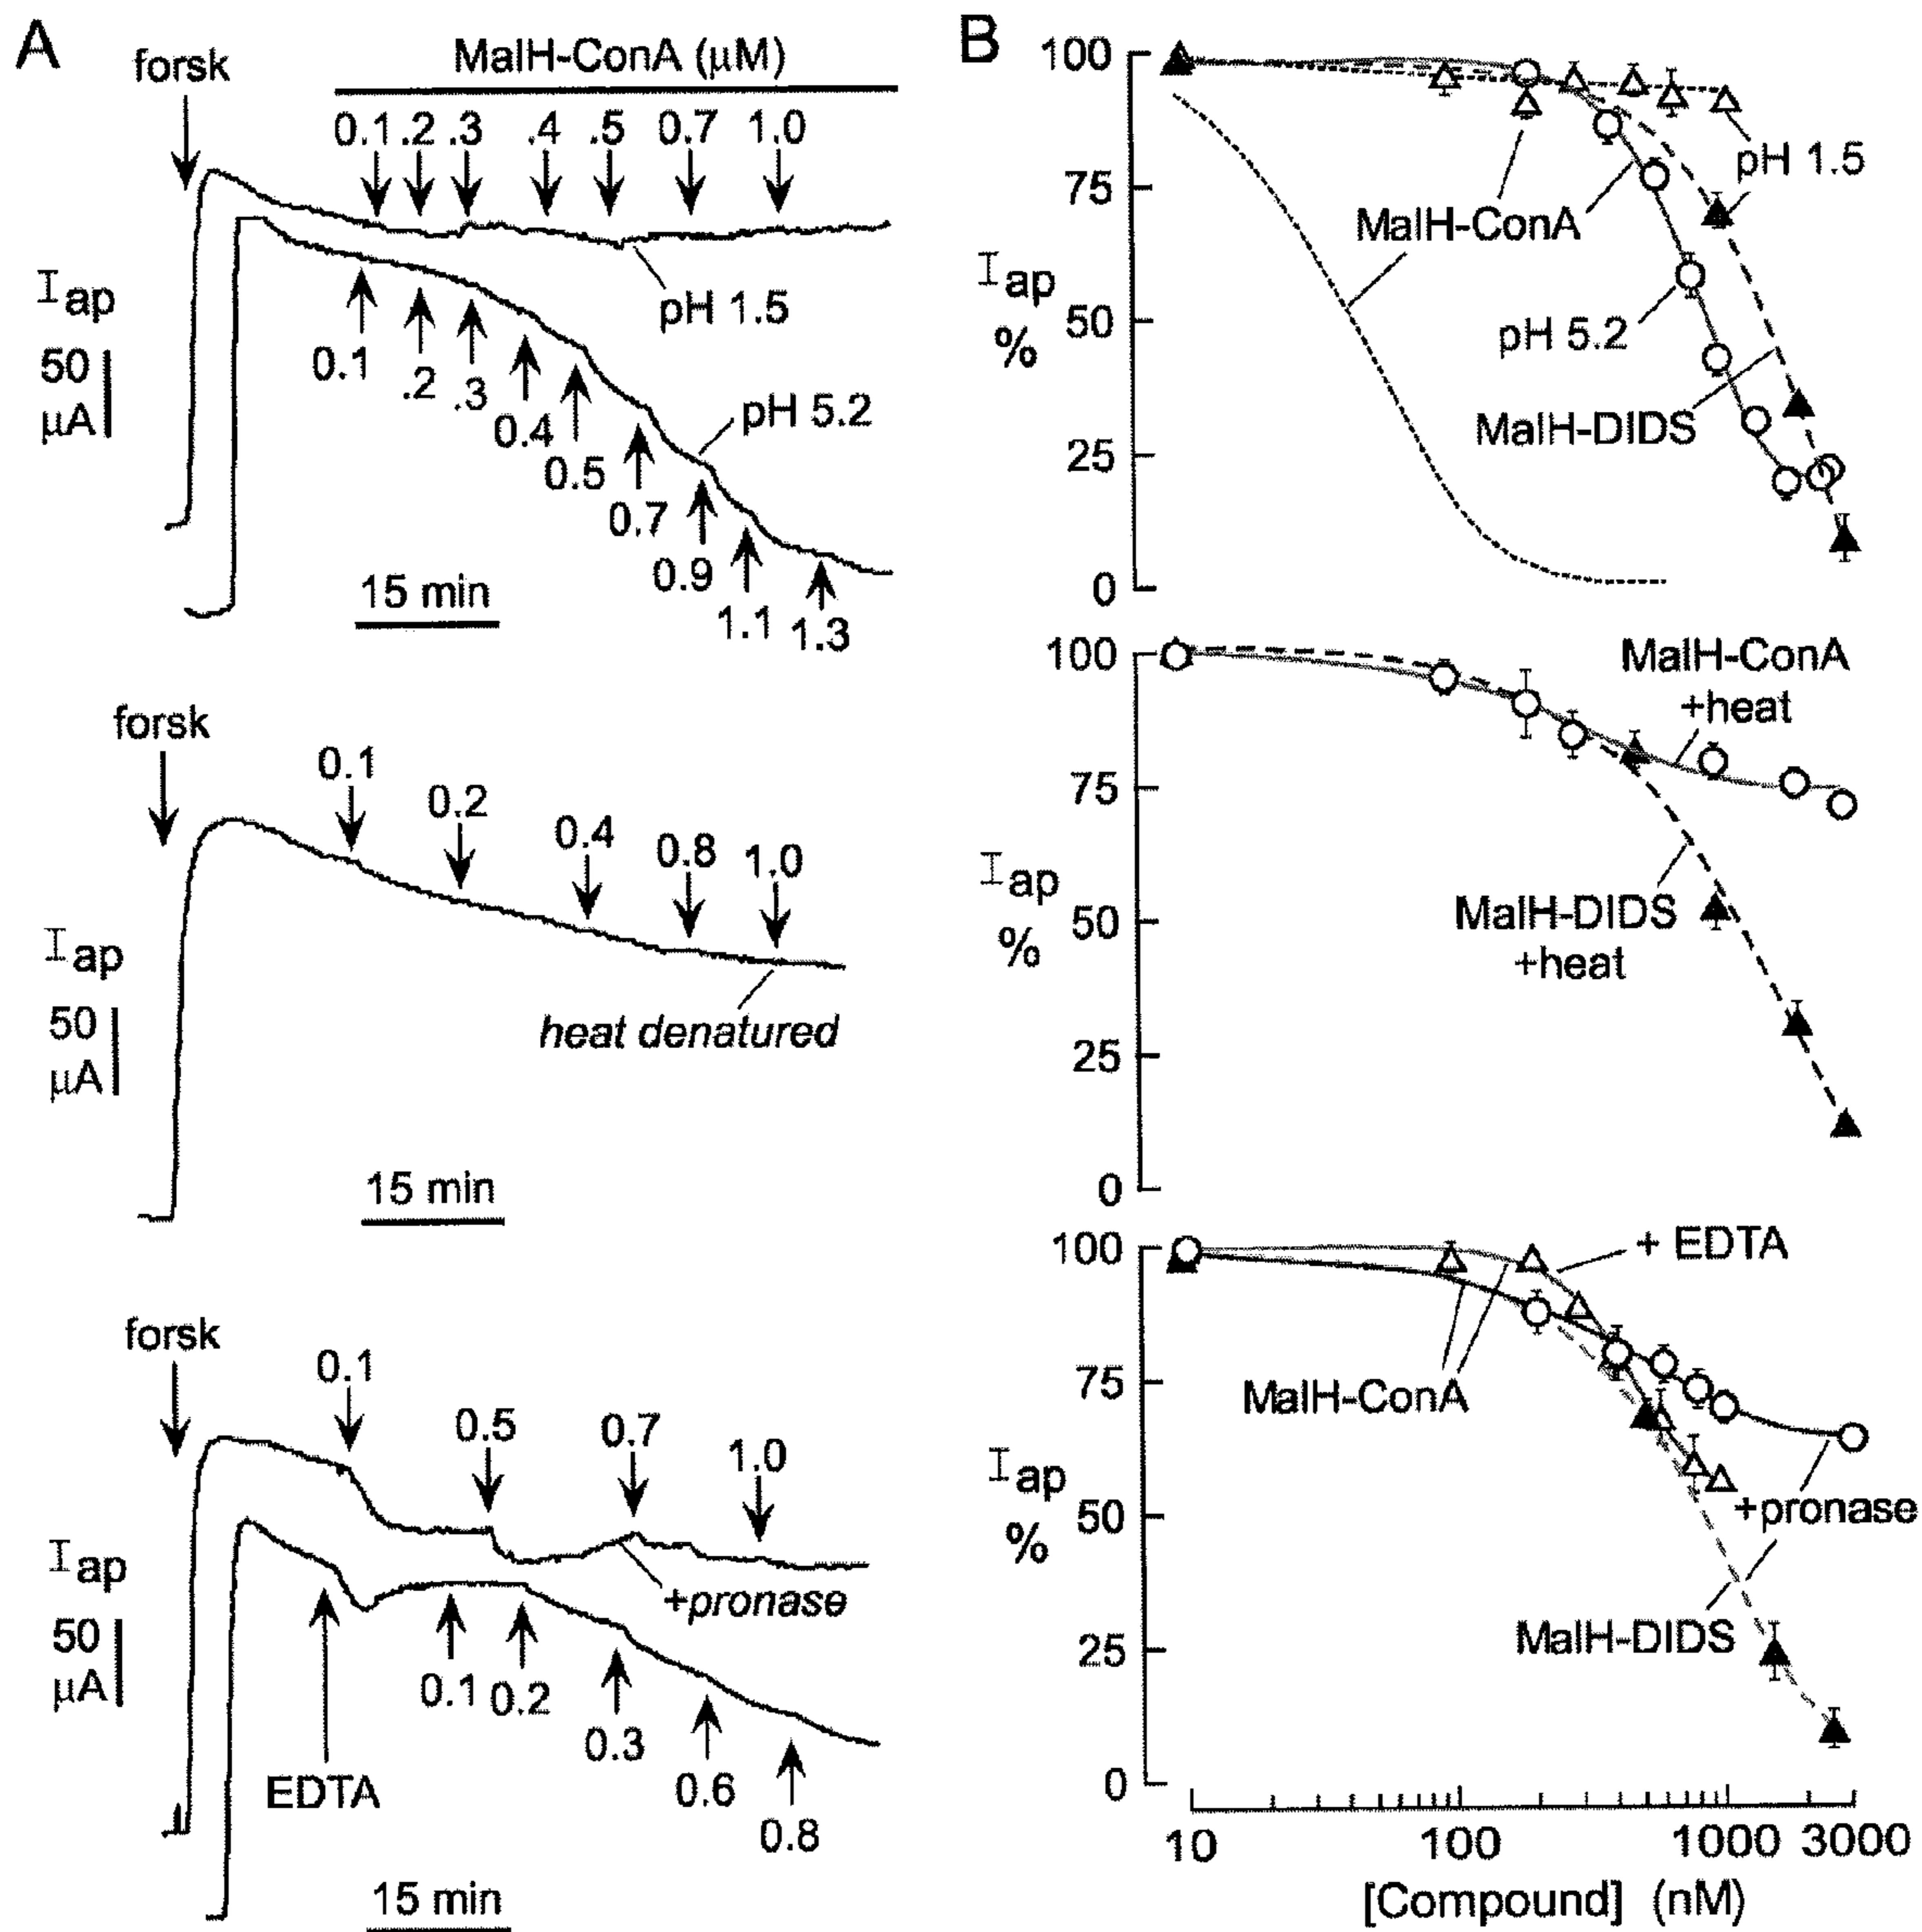 A
forsk
MalH-ConA (μM)
0.1 .2 .3 .4 .5 0.7 1.0
pH 1.5
Iap
50
μA
0.1
.2
.3
0.4
0.5
0.7
0.9
1.1
1.3
pH 5.2
15 min
forsk
0.1
0.2
0.4
0.8
1.0
Iap
50
μA
heat denatured
15 min
forsk
0.1
0.5
0.7
1.0
Iap
50
μA
+pronase
EDTA
0.1
0.2
0.3
0.6
0.8
15 min
B
100
75
50
25
0
Iap
%
pH 1.5
MalH-ConA
pH 5.2
MalH-DIDS
100
75
50
25
0
Iap
%
MalH-ConA
+heat
MalH-DIDS
+heat
100
75
50
25
0
Iap
%
+ EDTA
MalH-ConA
+pronase
MalH-DIDS
10 100 1000 3000
[Compound] (nM)